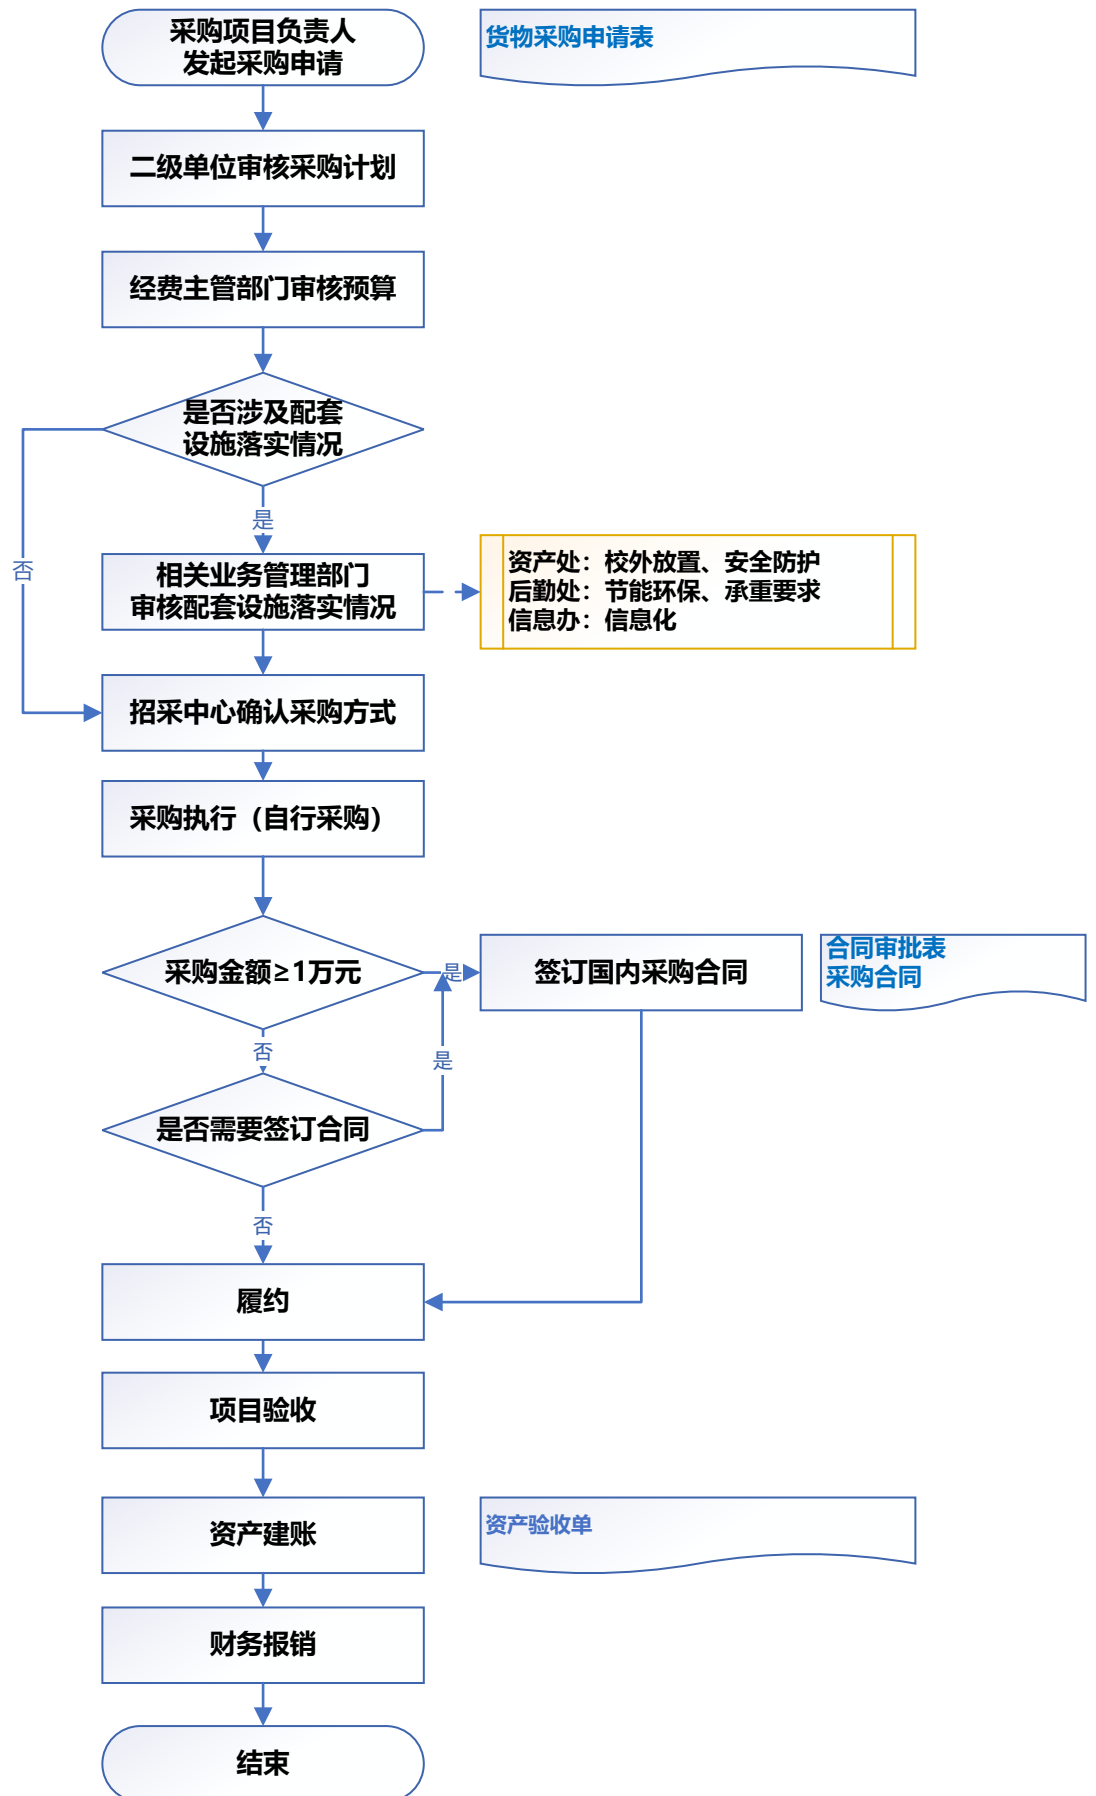 采购项目负责人
发起采购申请
货物采购申请表
二级单位审核采购计划
经费主管部门审核预算
是否涉及配套
设施落实情况
是
否
相关业务管理部门
审核配套设施落实情况
资产处：校外放置、安全防护
后勤处：节能环保、承重要求
信息办：信息化
招采中心确认采购方式
采购执行（自行采购）
采购金额≥1万元
是
签订国内采购合同
合同审批表
采购合同
否
是
是否需要签订合同
否
履约
项目验收
资产建账
资产验收单
财务报销
结束